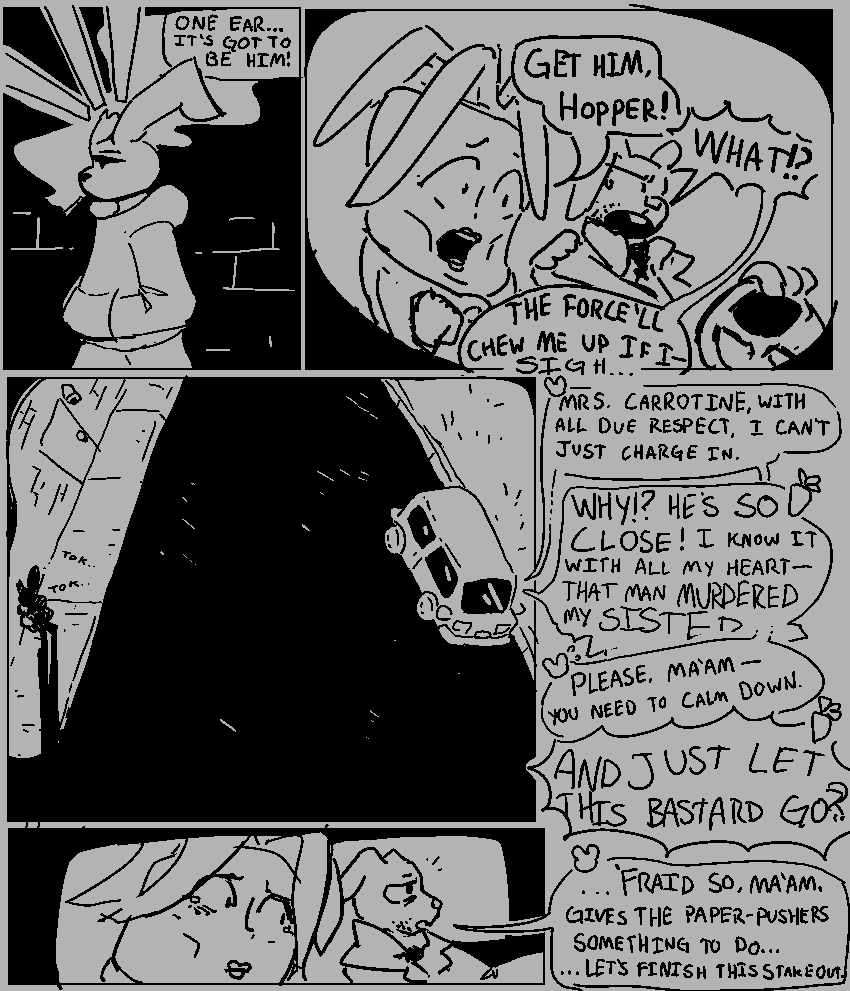 ONE EAR...
IT'S GOT TO
BE HIM!
GET HIM,
HOPPER!
WHAT!?
THE FORCE'LL
CHEW ME UP IF I-
SIGH...
TOK..
TOK..
MRS. CARROTINE, WITH
ALL DUE RESPECT, I CAN'T
JUST CHARGE IN.
WHY!? HE'S SO
CLOSE! I KNOW IT
WITH ALL MY HEART—
THAT MAN MURDERED
MY SISTER
PLEASE, MA'AM—
YOU NEED TO CALM DOWN.
AND JUST LET
THIS BASTARD GO?
... 'FRAID SO, MA'AM.
GIVES THE PAPER-PUSHERS
SOMETHING TO DO...
...LET'S FINISH THIS STAKEOUT.